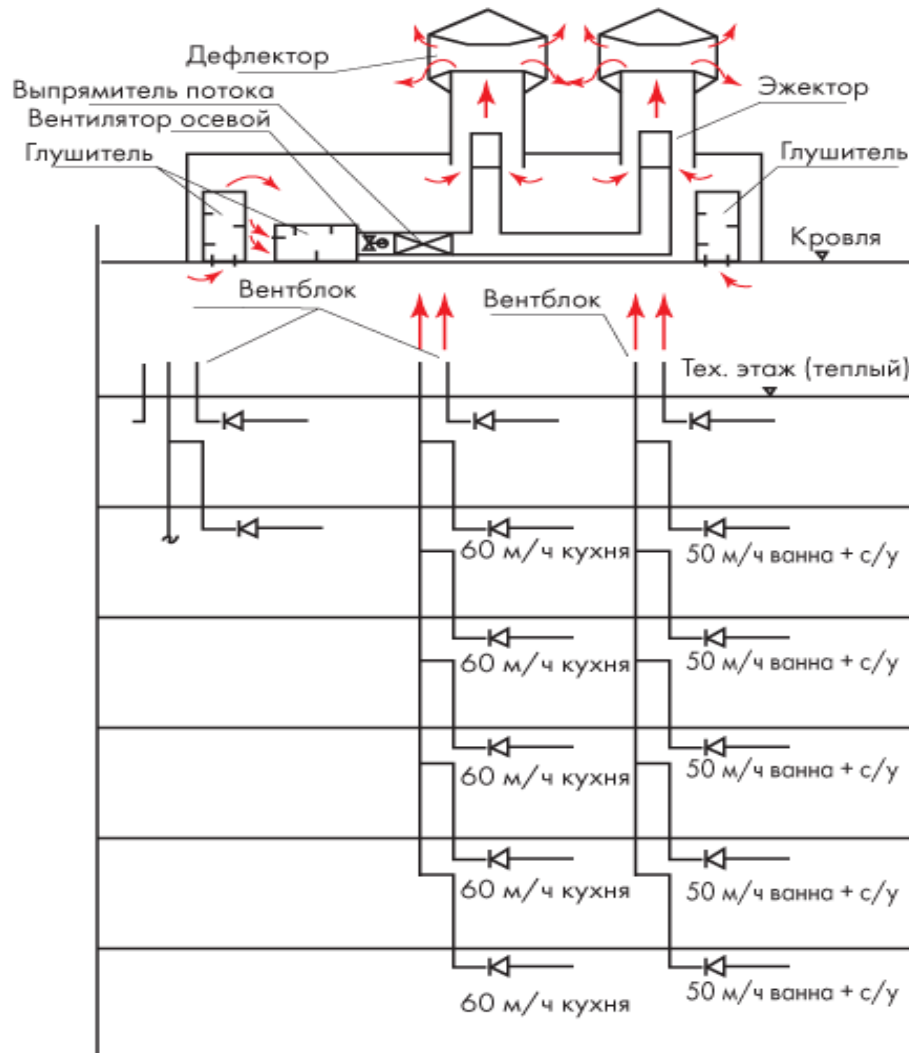 Дефлектор
Выпрямитель потока
Вентилятор осевой
Глушитель
Эжектор
Глушитель
Кровля
Вентблок
Вентблок
Тех. этаж (теплый)
60 м/ч кухня
50 м/ч ванна + с/у
60 м/ч кухня
50 м/ч ванна + с/у
60 м/ч кухня
50 м/ч ванна + с/у
60 м/ч кухня
50 м/ч ванна + с/у
60 м/ч кухня
50 м/ч ванна + с/у